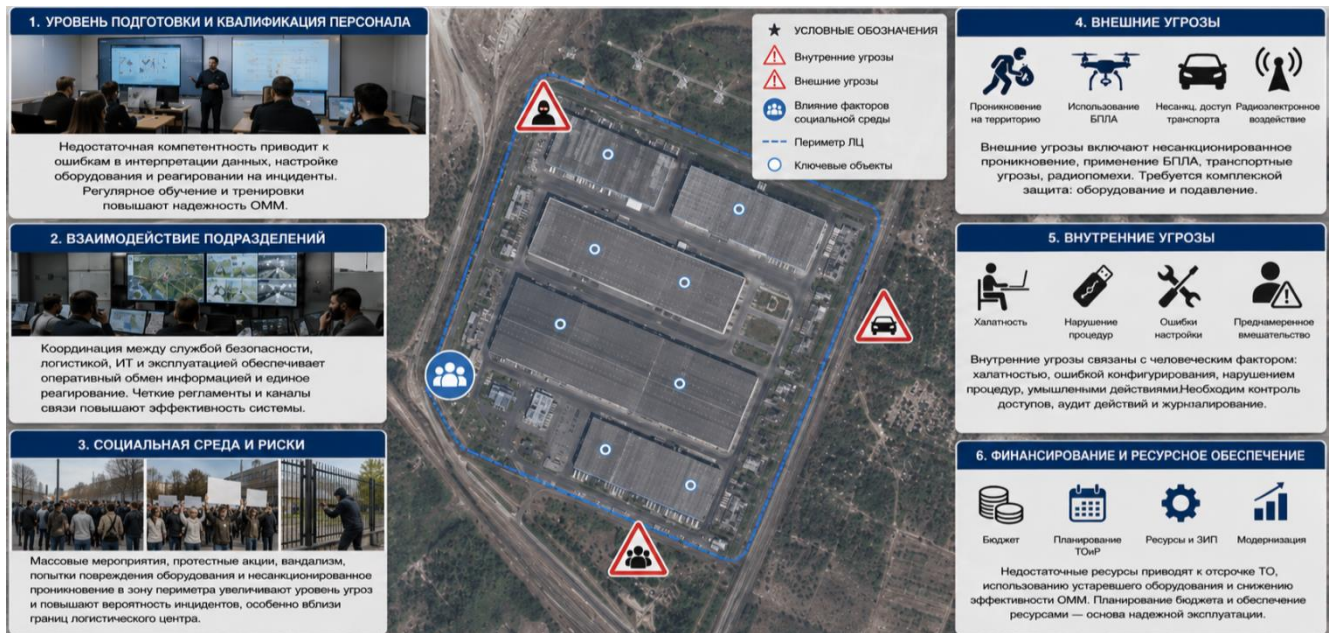 1. УРОВЕНЬ ПОДГОТОВКИ И КВАЛИФИКАЦИЯ ПЕРСОНАЛА
Недостаточная компетентность приводит к
ошибкам в интерпретации данных, настройке
оборудования и реагировании на инциденты.
Регулярное обучение и тренировки
повышают надежность ОММ.
2. ВЗАИМОДЕЙСТВИЕ ПОДРАЗДЕЛЕНИЙ
Координация между службой безопасности,
логистикой, ИТ и эксплуатацией обеспечивает
оперативный обмен информацией и единое
реагирование. Четкие регламенты и каналы
связи повышают эффективность системы.
3. СОЦИАЛЬНАЯ СРЕДА И РИСКИ
Массовые мероприятия, протестные акции, вандализм,
попытки повреждения оборудования и несанкционированное
проникновение в зону периметра увеличивают уровень угроз
и повышают вероятность инцидентов, особенно вблизи
границ логистического центра.
УСЛОВНЫЕ ОБОЗНАЧЕНИЯ
Внутренние угрозы
Внешние угрозы
Влияние факторов
социальной среды
Периметр ЛЦ
Ключевые объекты
4. ВНЕШНИЕ УГРОЗЫ
Проникновение
на территорию
Использование
БПЛА
Несанкц. доступ
транспорта
Радиоэлектронное
воздействие
Внешние угрозы включают несанкционированное
проникновение, применение БПЛА, транспортные
угрозы, радиопомехи. Требуется комплекской
защита: оборудование и подавление.
5. ВНУТРЕННИЕ УГРОЗЫ
Халатность
Нарушение
процедур
Ошибки
настройки
Преднамеренное
вмешательство
Внутренние угрозы связаны с человеческим фактором:
халатностью, ошибкой конфигурирования, нарушением
процедур, умышленыыми действиями.Необходим контроль
доступов, аудит действий и журнзалирование.
6. ФИНАНСИРОВАНИЕ И РЕСУРСНОЕ ОБЕСПЕЧЕНИЕ
Бюджет
Планирование
ТОиР
Ресурсы и ЗИП
Модернизация
Недостаточные ресурсы приводят к отсрочке ТО,
использованию устаревшего оборудования и снижению
эффективности ОММ. Планирование бюджета и обеспечение
ресурсами — основа надежной эксплуатации.